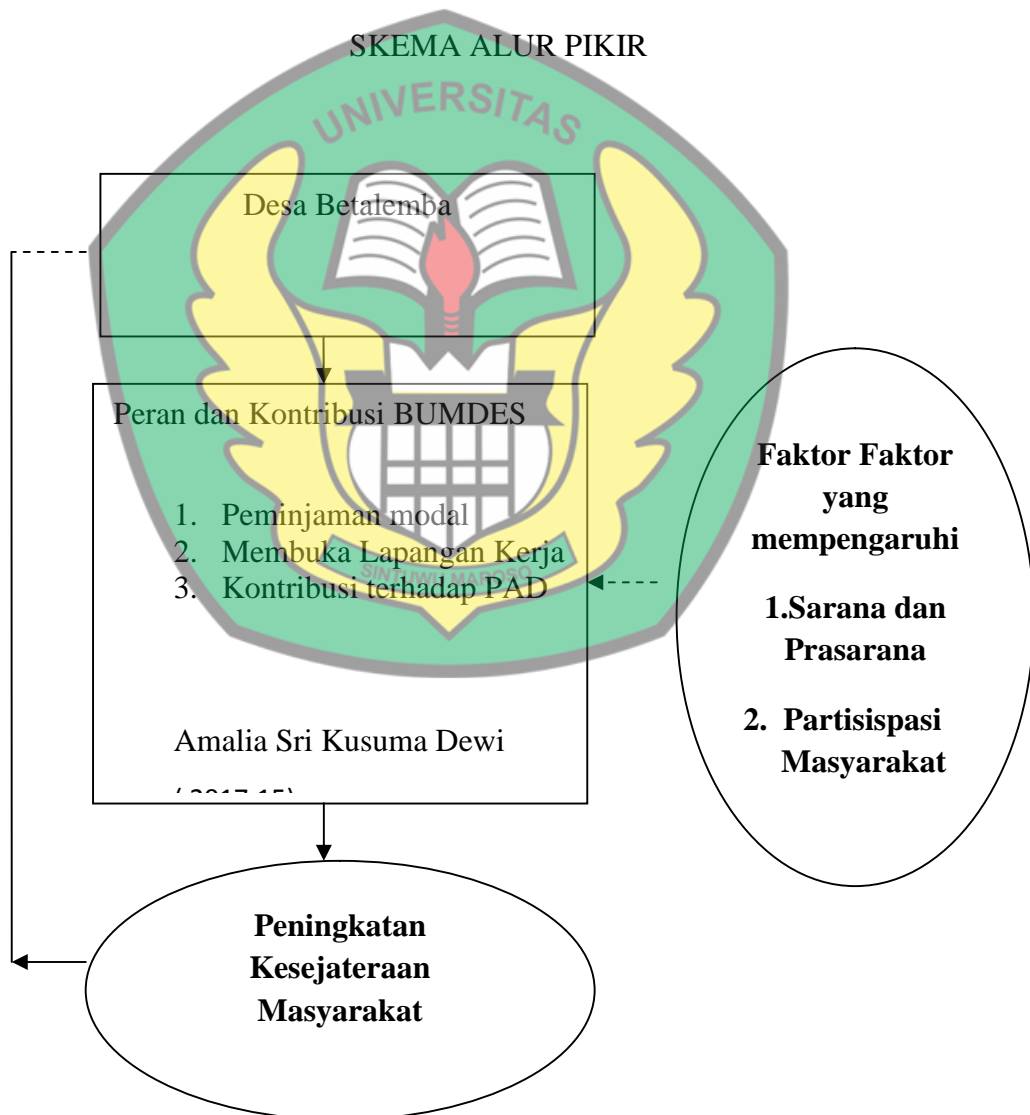 SKEMA ALUR PIKIR
UNIVERSITAS
Desa Betalemba
Peran dan Kontribusi BUMDES
1. Peminjaman modal
2. Membuka Lapangan Kerja
3. Kontribusi terhadap PAD
SINTUWU MAROSO
Amalia Sri Kusuma Dewi
Faktor Faktor
yang
mempengaruhi
1.Sarana dan
Prasarana
2. Partisispasi
Masyarakat
Peningkatan
Kesejateraan
Masyarakat